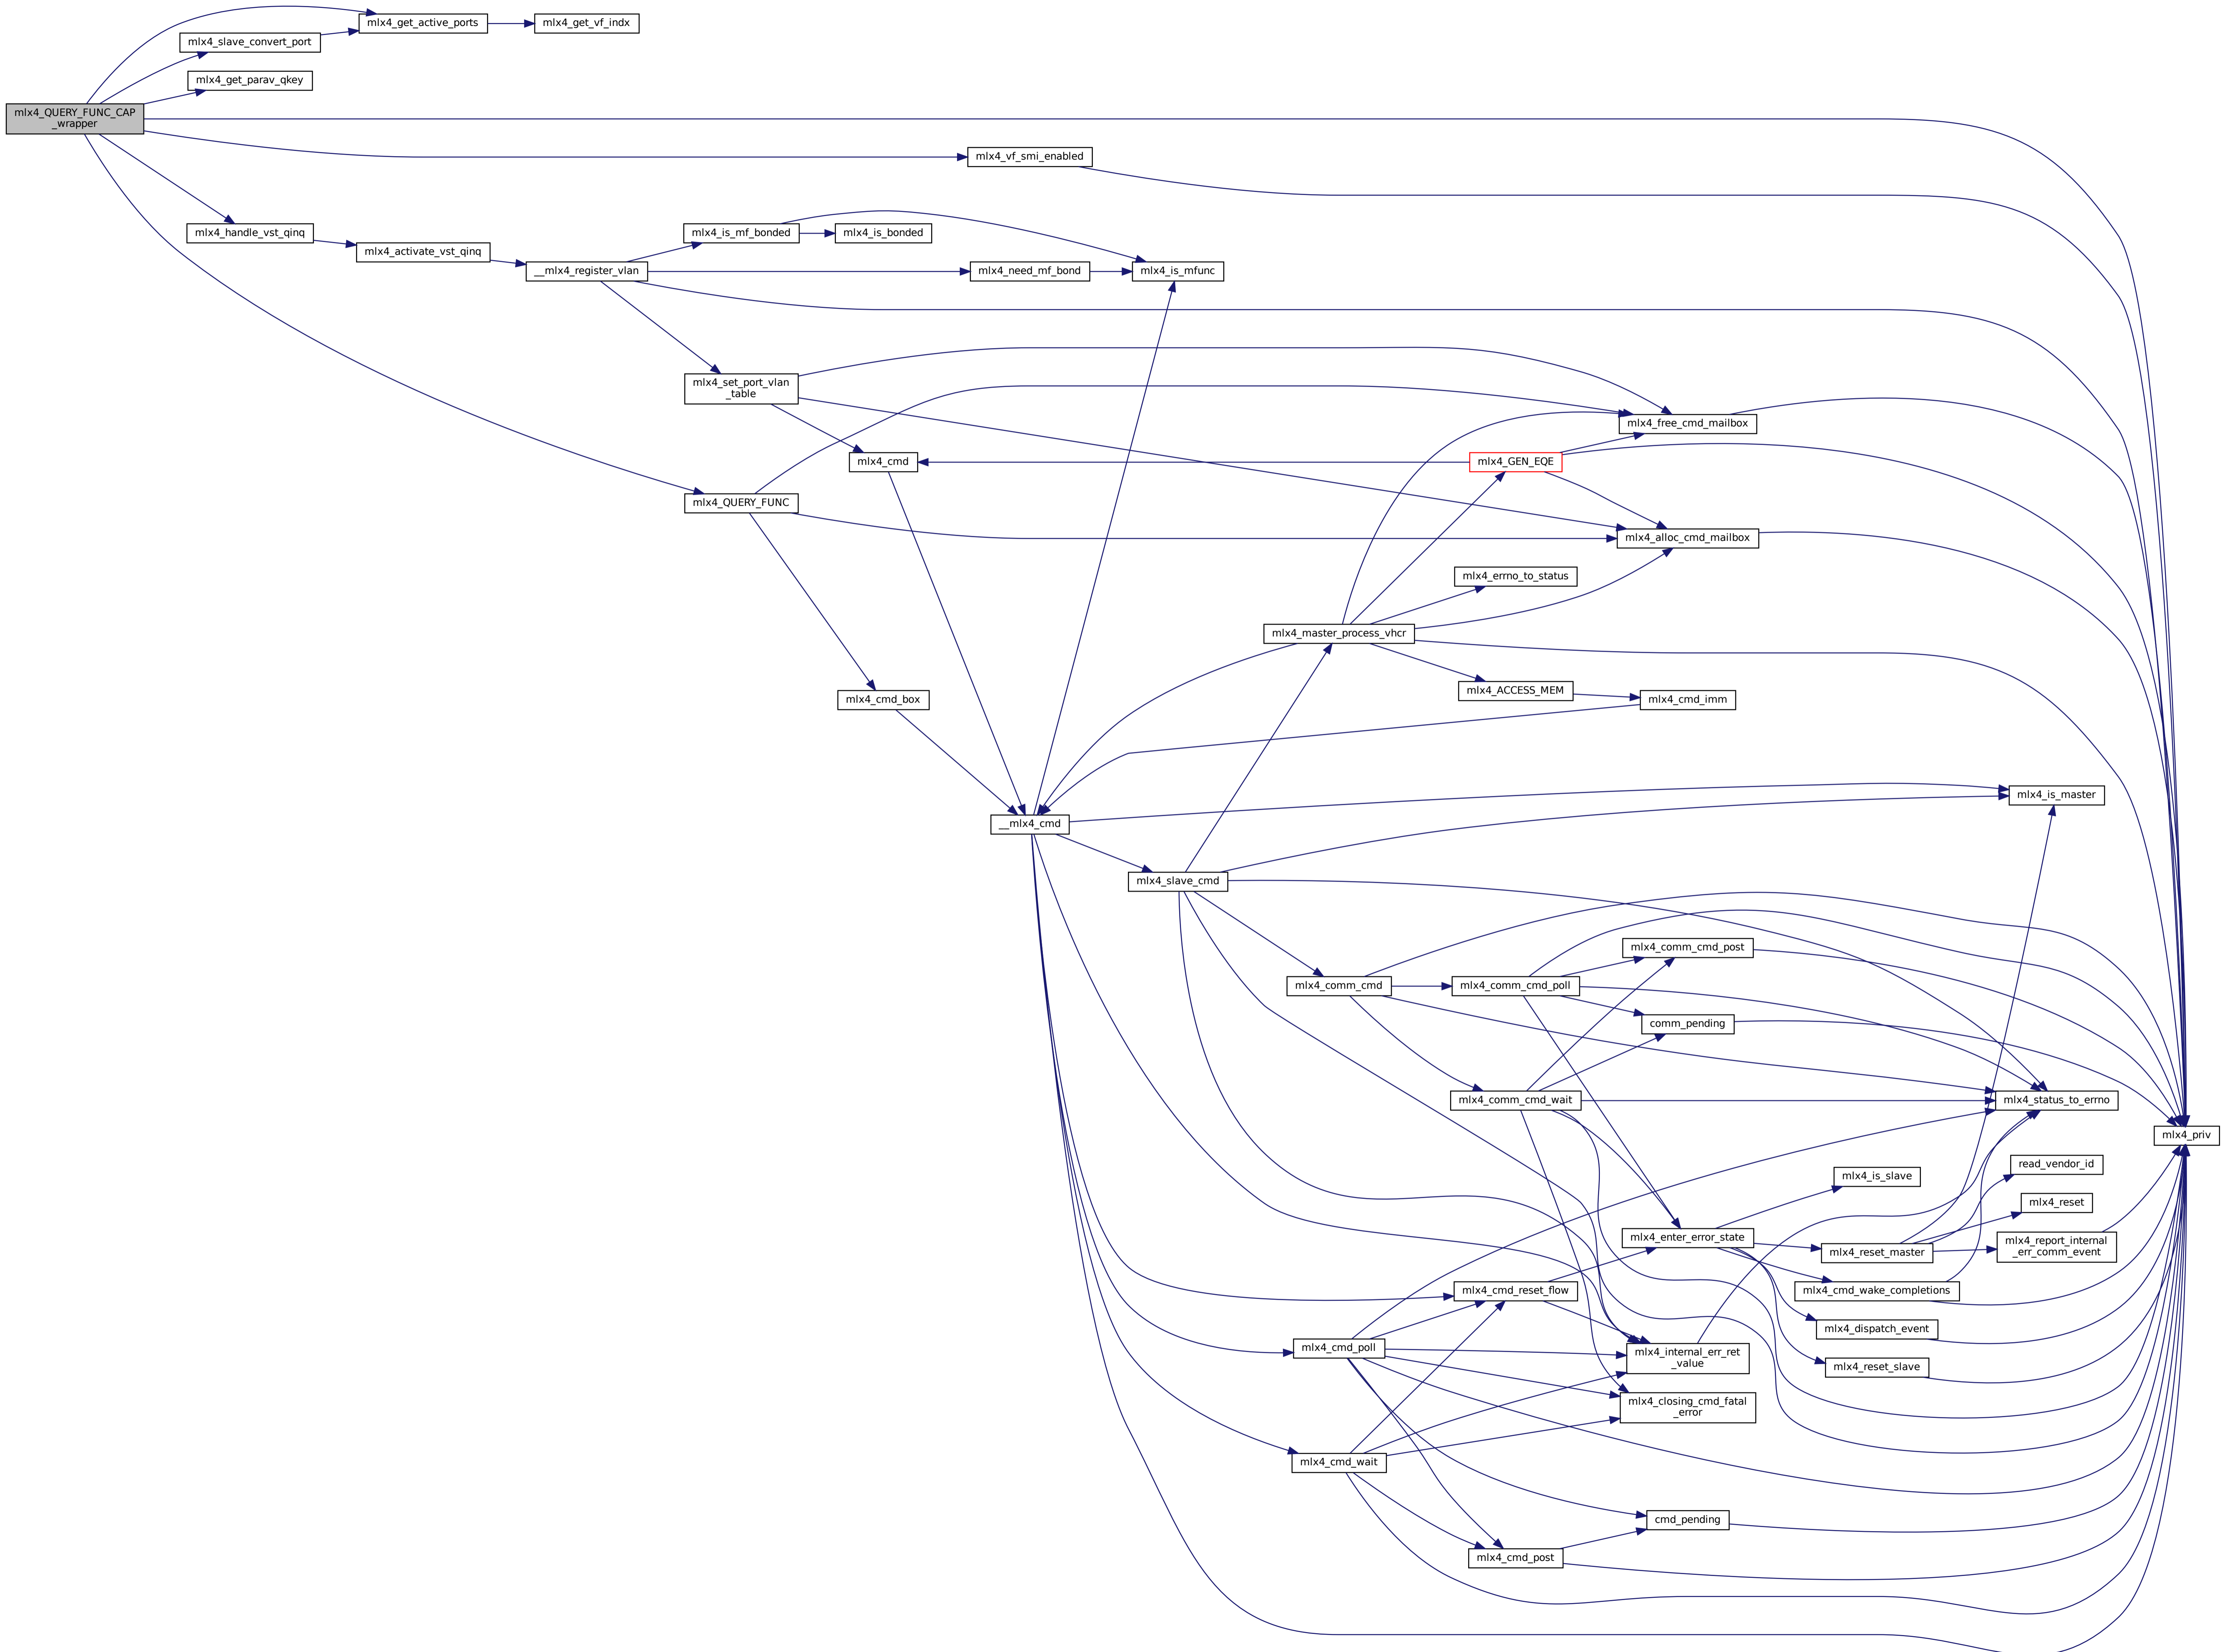 mlx4_get_active_ports
mlx4_get_vf_indx
mlx4_slave_convert_port
mlx4_get_parav_qkey
mlx4_QUERY_FUNC_CAP
_wrapper
mlx4_vf_smi_enabled
mlx4_handle_vst_qinq
mlx4_activate_vst_qinq
__mlx4_register_vlan
mlx4_is_mf_bonded
mlx4_is_bonded
mlx4_need_mf_bond
mlx4_is_mfunc
mlx4_set_port_vlan
_table
mlx4_free_cmd_mailbox
mlx4_cmd
mlx4_GEN_EQE
mlx4_QUERY_FUNC
mlx4_alloc_cmd_mailbox
mlx4_errno_to_status
mlx4_master_process_vhcr
mlx4_ACCESS_MEM
mlx4_cmd_imm
mlx4_cmd_box
mlx4_is_master
__mlx4_cmd
mlx4_slave_cmd
mlx4_comm_cmd_post
mlx4_comm_cmd
mlx4_comm_cmd_poll
comm_pending
mlx4_comm_cmd_wait
mlx4_status_to_errno
mlx4_priv
read_vendor_id
mlx4_is_slave
mlx4_reset
mlx4_enter_error_state
mlx4_reset_master
mlx4_report_internal
_err_comm_event
mlx4_cmd_reset_flow
mlx4_cmd_wake_completions
mlx4_dispatch_event
mlx4_cmd_poll
mlx4_internal_err_ret
_value
mlx4_reset_slave
mlx4_closing_cmd_fatal
_error
mlx4_cmd_wait
cmd_pending
mlx4_cmd_post